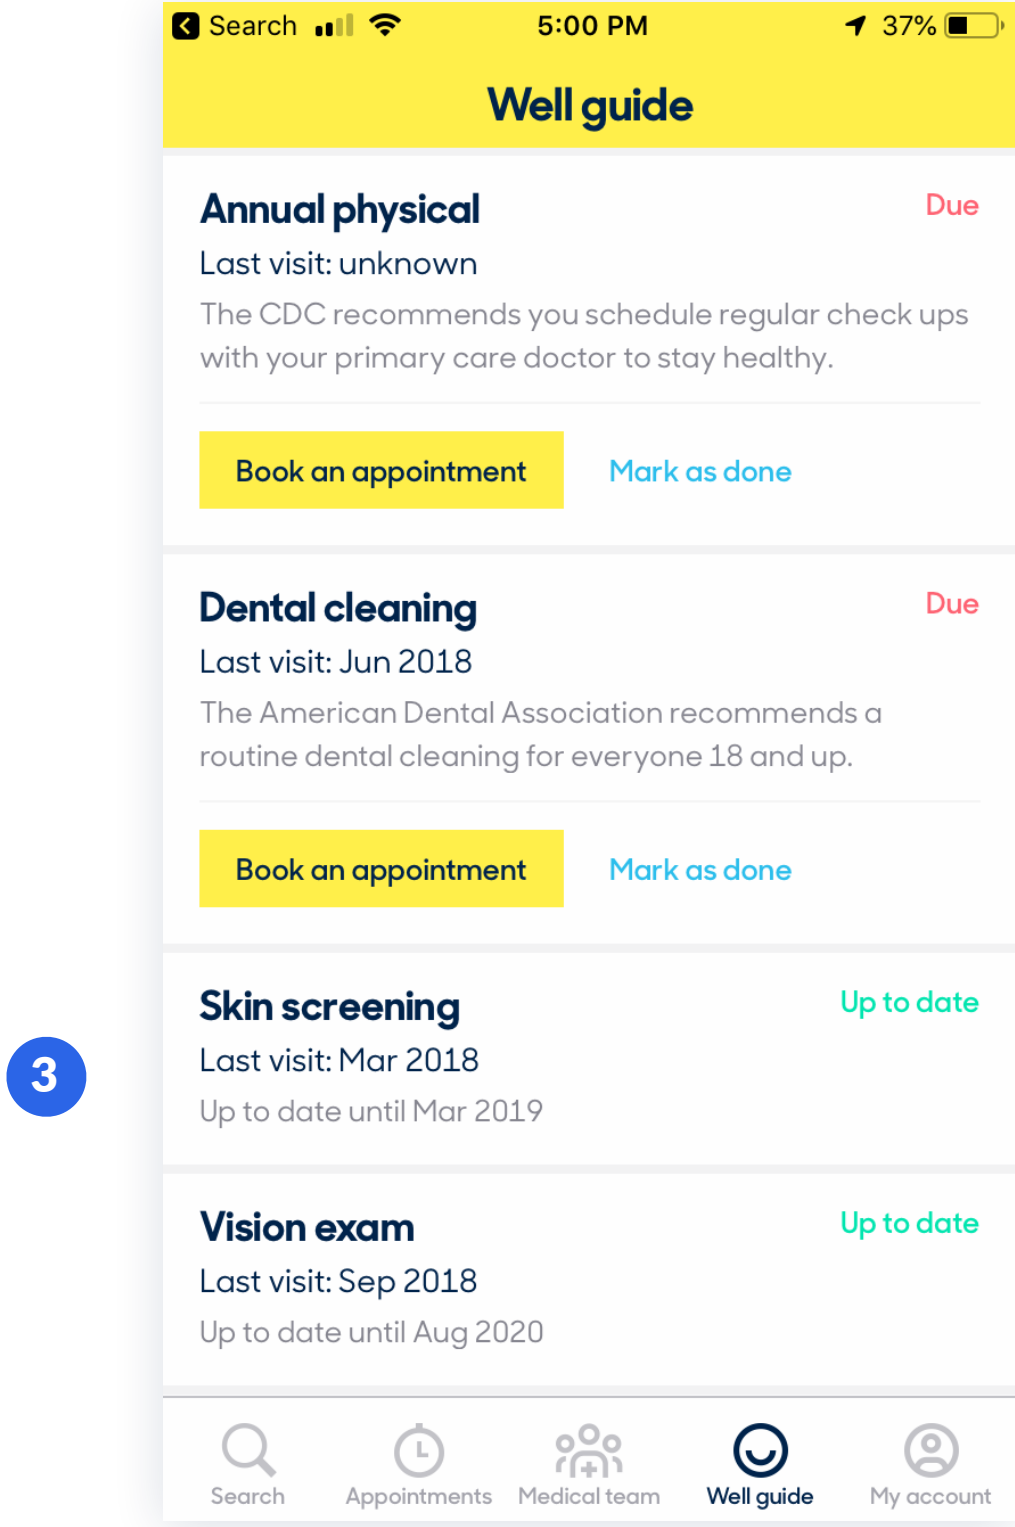 Search 5:00 PM 37%
Well guide
Annual physical Due
Last visit: unknown
The CDC recommends you schedule regular check ups
with your primary care doctor to stay healthy.
Book an appointment Mark as done
Dental cleaning Due
Last visit: Jun 2018
The American Dental Association recommends a
routine dental cleaning for everyone 18 and up.
Book an appointment Mark as done
Skin screening Up to date
3
Last visit: Mar 2018
Up to date until Mar 2019
Vision exam Up to date
Last visit: Sep 2018
Up to date until Aug 2020
Search Appointments Medical team Well guide My account